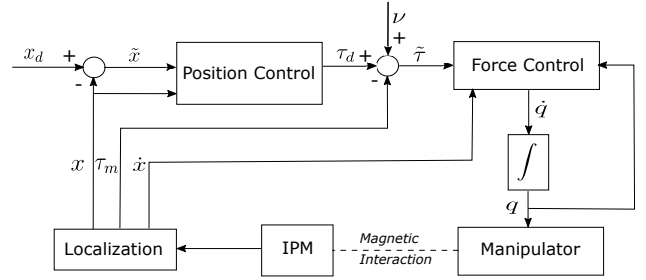 ν
x_d + x̃ Position Control τ_d + + τ̃ Force Control
- -
q̇
∫
x τ_m ẋ
q
Localization IPM Magnetic Interaction Manipulator